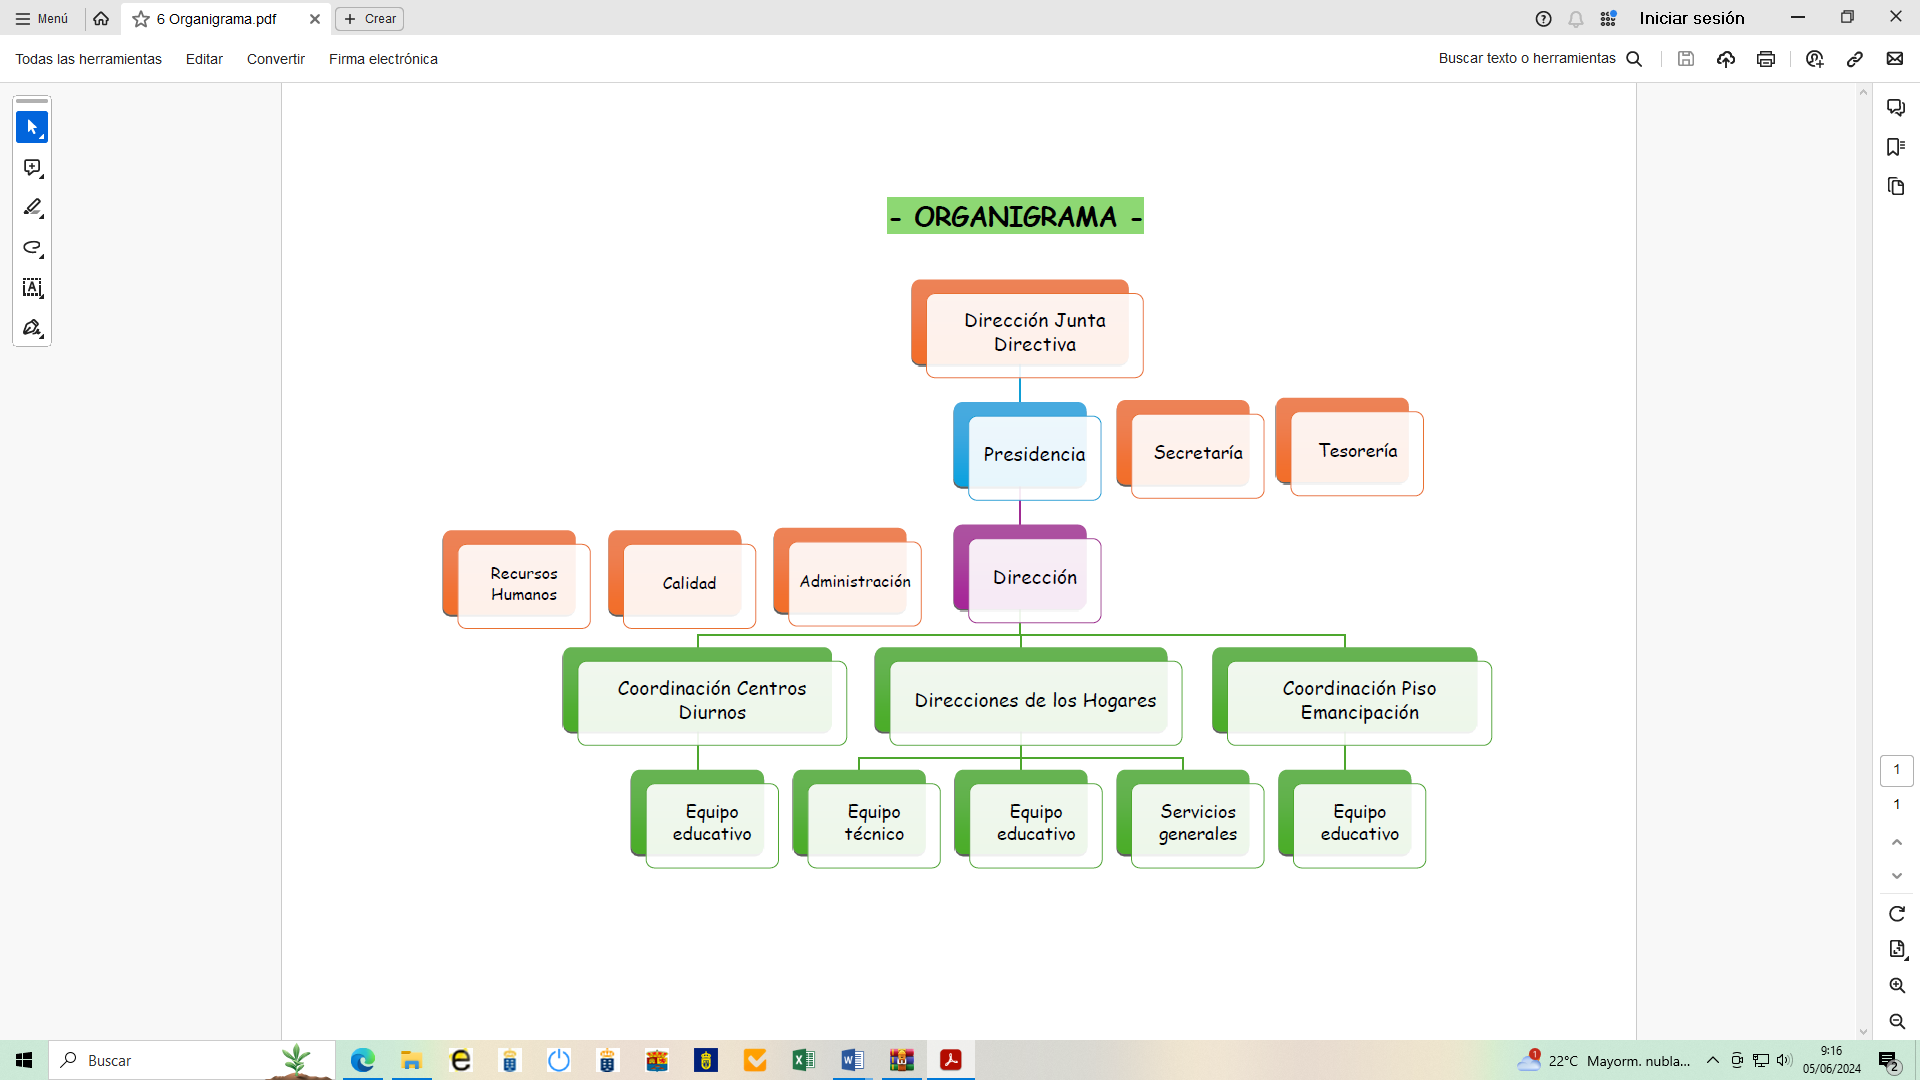 Menú
6 Organigrama.pdf
Crear
Iniciar sesión
Todas las herramientas
Editar
Convertir
Firma electrónica
Buscar texto o herramientas
- ORGANIGRAMA -
Dirección Junta
Directiva
Presidencia
Secretaría
Tesorería
Recursos
Humanos
Calidad
Administración
Dirección
Coordinación Centros
Diurnos
Direcciones de los Hogares
Coordinación Piso
Emancipación
Equipo
educativo
Equipo
técnico
Equipo
educativo
Servicios
generales
Equipo
educativo
1
1
Buscar
1
22°C Mayorm. nubla...
9:16
05/06/2024
2